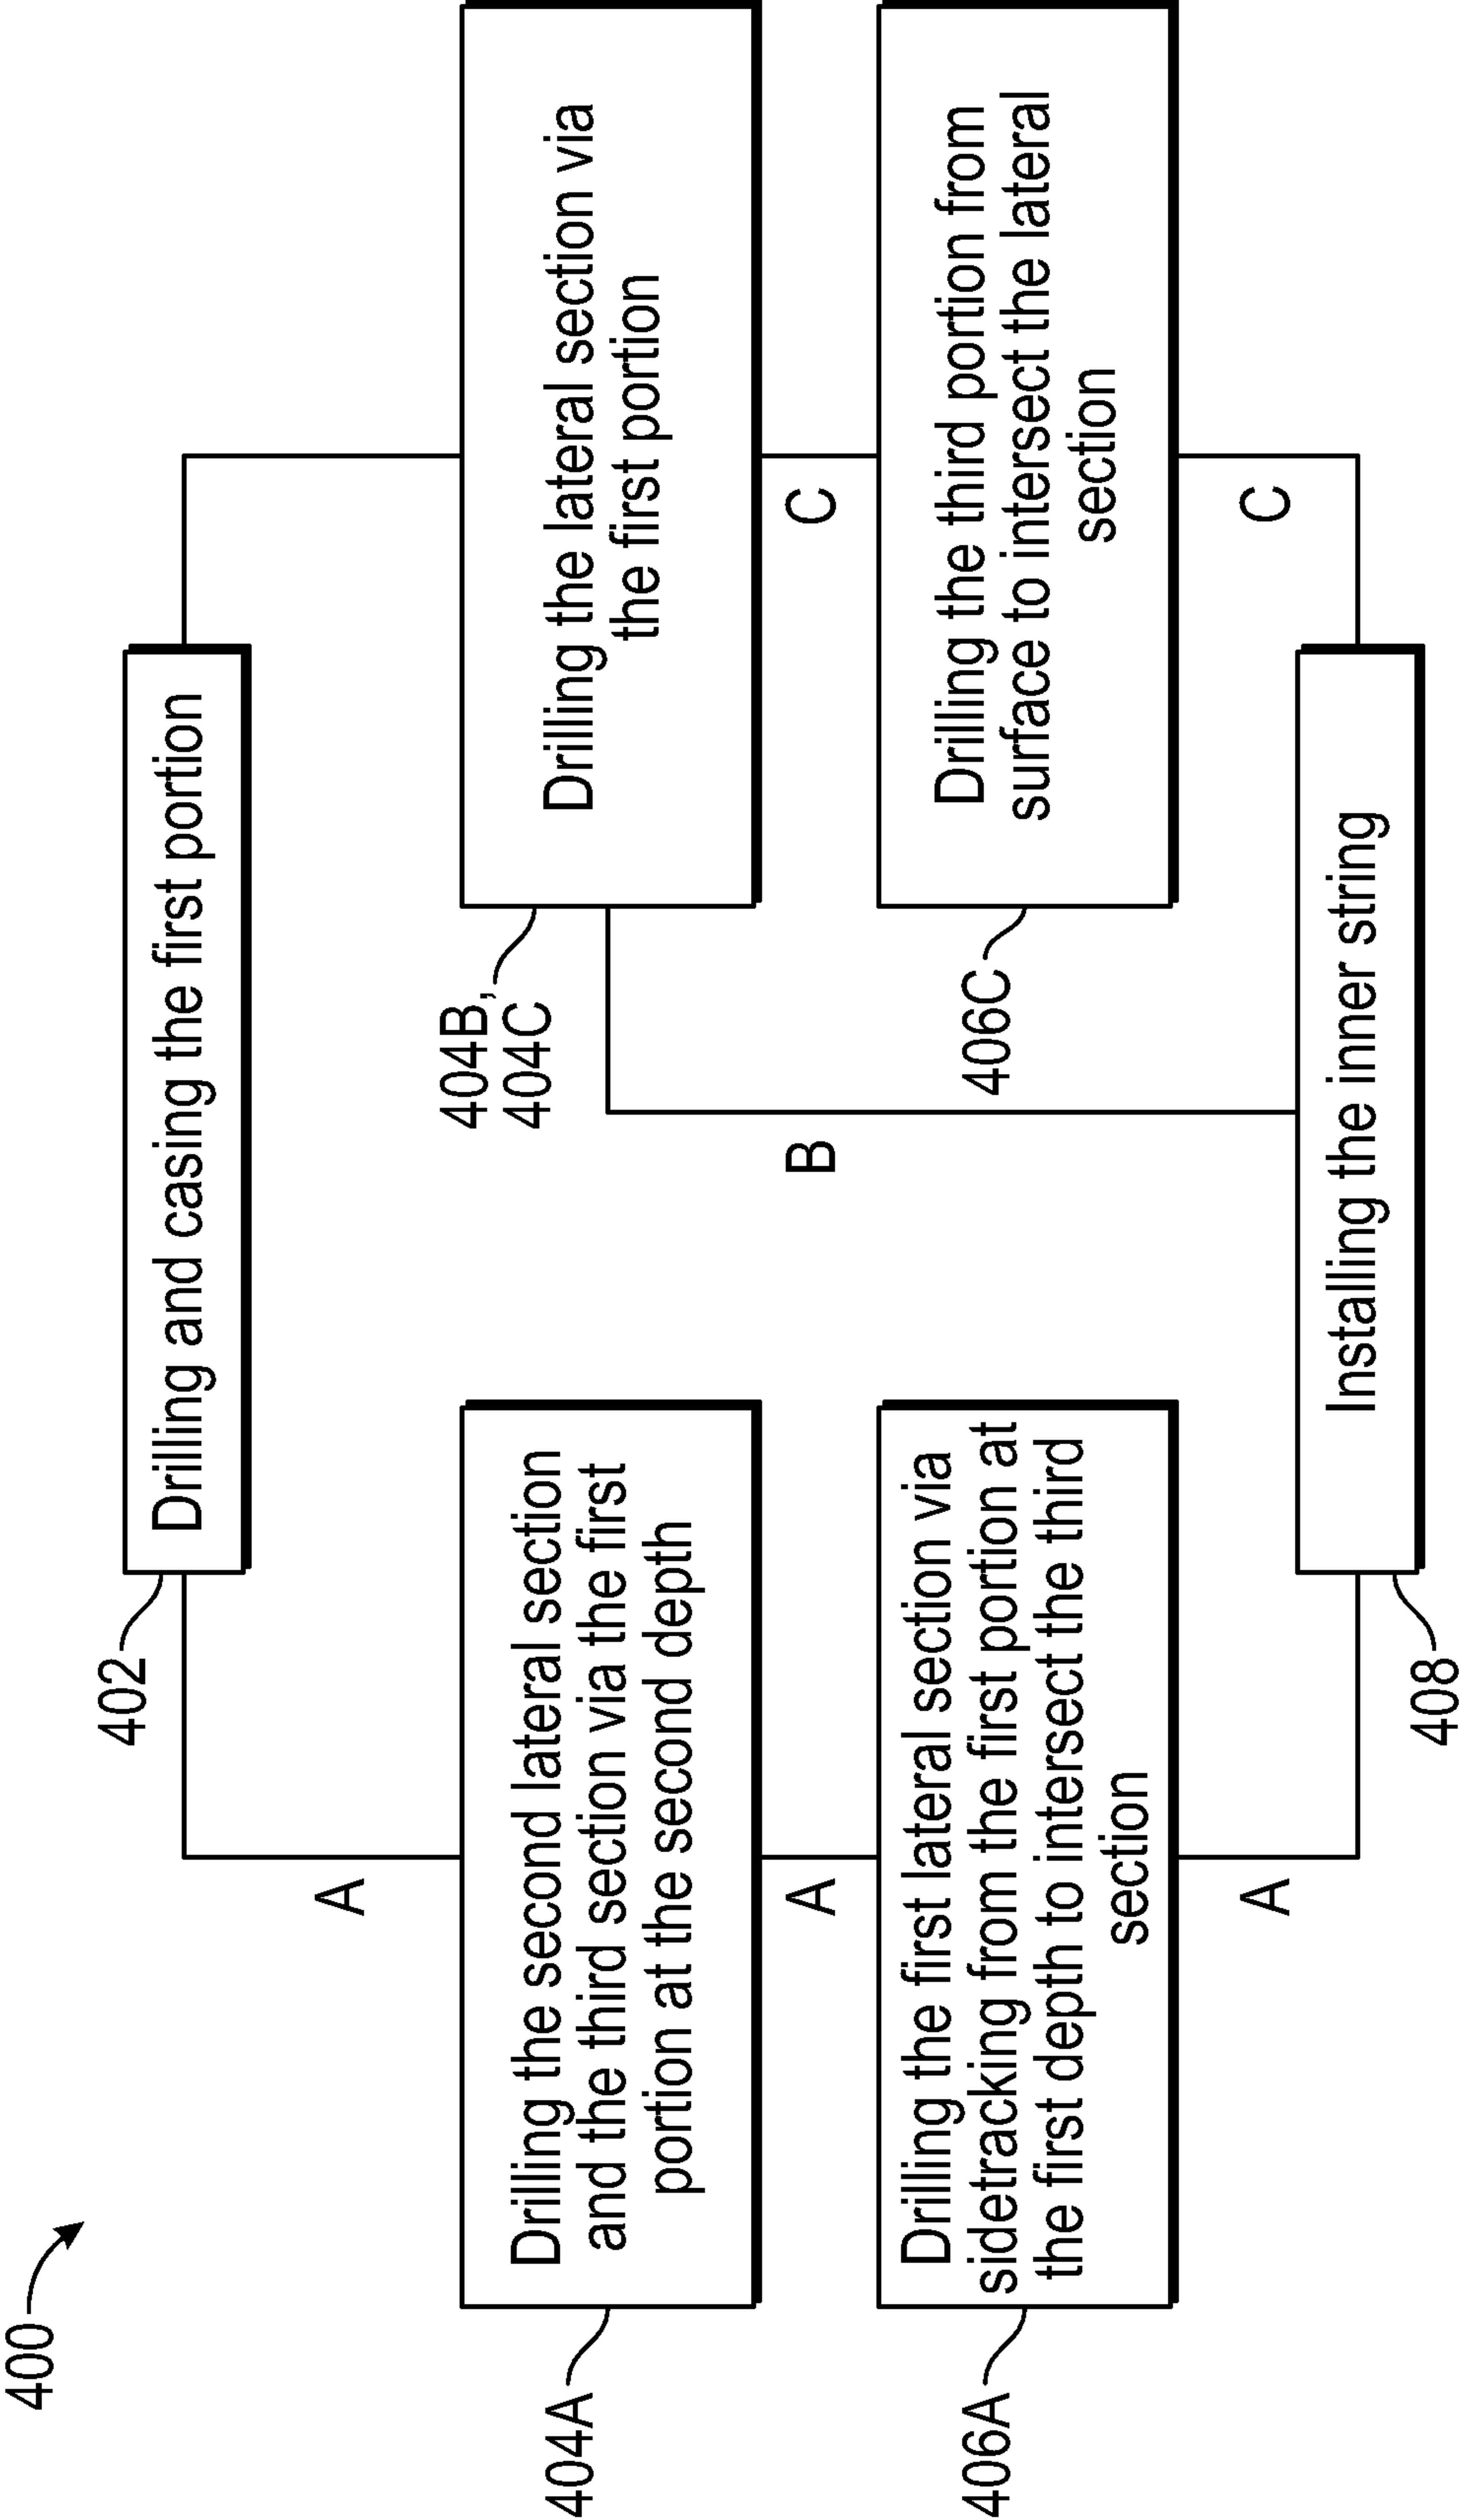 400
402
Drilling and casing the first portion
A
404A
Drilling the second lateral section
and the third section via the first
portion at the second depth
404B,
404C
Drilling the lateral section via
the first portion
A
B
C
406A
Drilling the first lateral section via
sidetracking from the first portion at
the first depth to intersect the third
section
406C
Drilling the third portion from
surface to intersect the lateral
section
A
C
408
Installing the inner string